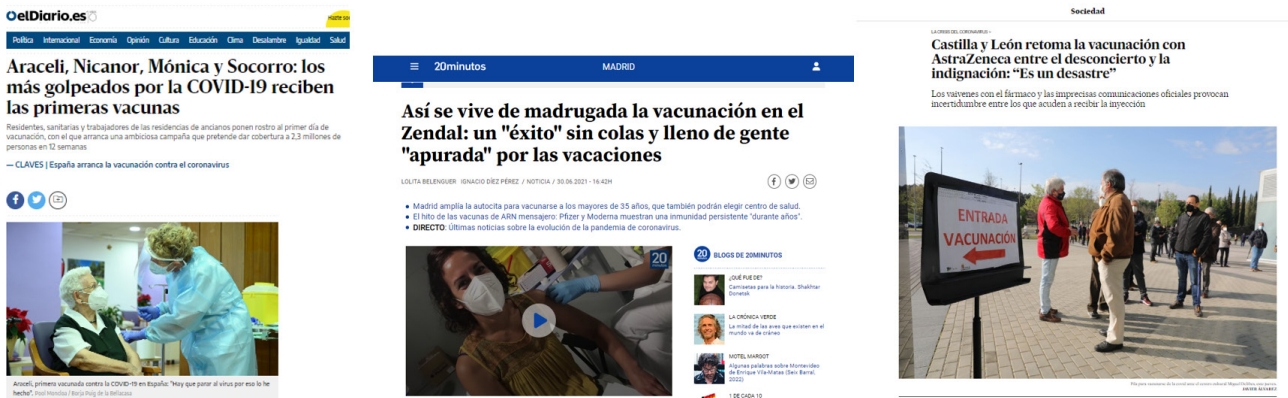 elDiario.es
Hazte soc
Política Internacional Economía Opinión Cultura Educación Clima Desalambre Igualdad Salud
Araceli, Nicanor, Mónica y Socorro: los
más golpeados por la COVID-19 reciben
las primeras vacunas
Residentes, sanitarias y trabajadores de las residencias de ancianos ponen rostro al primer día de
vacunación, con el que arranca una ambiciosa campaña que pretende dar cobertura a 2,3 millones de
personas en 12 semanas
— CLAVES | España arranca la vacunación contra el coronavirus
Araceli, primera vacunada contra la COVID-19 en España: "Hay que parar al virus por eso lo he
hecho". Pool Moncloa / Borja Puig de la Bellacasa
20minutos MADRID
Así se vive de madrugada la vacunación en el
Zendal: un "éxito" sin colas y lleno de gente
"apurada" por las vacaciones
LOLITA BELENGUER IGNACIO DÍEZ PÉREZ / NOTICIA / 30.06.2021 - 16:42H
• Madrid amplía la autocita para vacunarse a los mayores de 35 años, que también podrán elegir centro de salud.
• El hito de las vacunas de ARN mensajero: Pfizer y Moderna muestran una inmunidad persistente "durante años".
• DIRECTO: Últimas noticias sobre la evolución de la pandemia de coronavirus.
20
20 BLOGS DE 20MINUTOS
¿QUÉ FUE DE?
Camisetas para la historia. Shakhtar
Donetsk
LA CRÓNICA VERDE
La mitad de las aves que existen en el
mundo va de cráneo
MOTEL MARGOT
Algunas palabras sobre Montevideo
de Enrique Vila-Matas (Seix Barral,
2022)
1 DE CADA 10
Sociedad
LA CRISIS DEL CORONAVIRUS ›
Castilla y León retoma la vacunación con
AstraZeneca entre el desconcierto y la
indignación: “Es un desastre”
Los vaivenes con el fármaco y las imprecisas comunicaciones oficiales provocan
incertidumbre entre los que acuden a recibir la inyección
ENTRADA
VACUNACIÓN